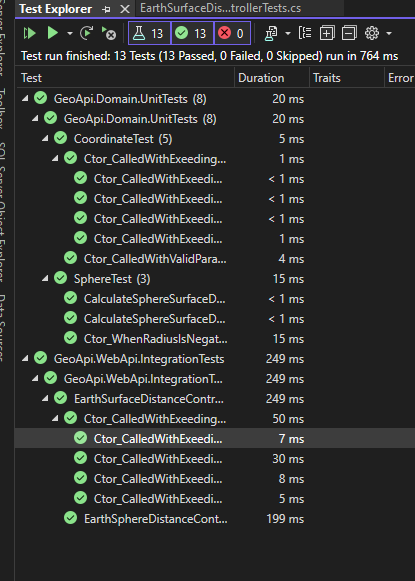 Test Explorer
EarthSurfaceDis...trollerTests.cs
13 13 0
Test run finished: 13 Tests (13 Passed, 0 Failed, 0 Skipped) run in 764 ms
Test Duration Traits Error
GeoApi.Domain.UnitTests (8) 20 ms
GeoApi.Domain.UnitTests (8) 20 ms
CoordinateTest (5) 5 ms
Ctor_CalledWithExeeding... 1 ms
Ctor_CalledWithExeedi... < 1 ms
Ctor_CalledWithExeedi... < 1 ms
Ctor_CalledWithExeedi... < 1 ms
Ctor_CalledWithExeedi... 1 ms
Ctor_CalledWithValidPara... 4 ms
SphereTest (3) 15 ms
CalculateSphereSurfaceD... < 1 ms
CalculateSphereSurfaceD... < 1 ms
Ctor_WhenRadiusIsNegat... 15 ms
GeoApi.WebApi.IntegrationTests 249 ms
GeoApi.WebApi.IntegrationT... 249 ms
EarthSurfaceDistanceContr... 249 ms
Ctor_CalledWithExeeding... 50 ms
Ctor_CalledWithExeedi... 7 ms
Ctor_CalledWithExeedi... 30 ms
Ctor_CalledWithExeedi... 8 ms
Ctor_CalledWithExeedi... 5 ms
EarthSphereDistanceCont... 199 ms
Toolbox
SQL Server Object Explorer
Data Sources